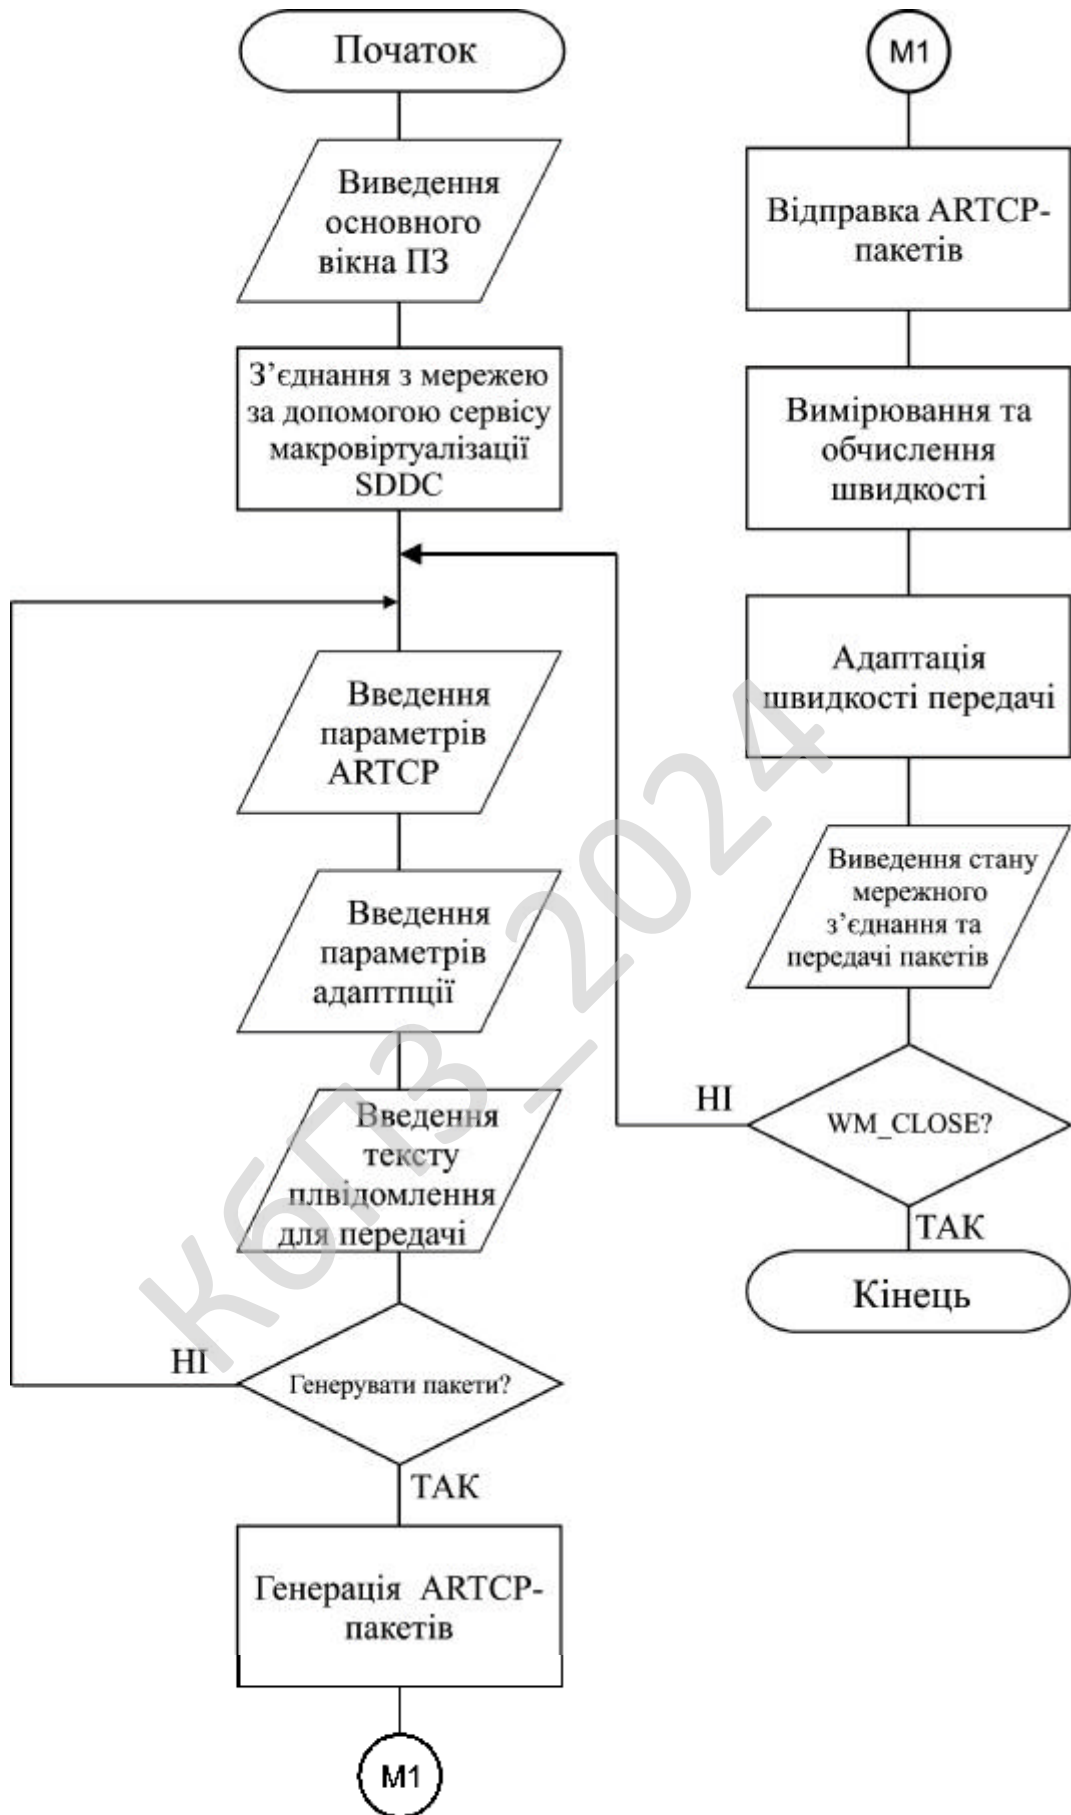 Початок
Виведення
основного
вікна ПЗ
З’єднання з мережею
за допомогою сервісу
макровіртуалізації
SDDC
Введення
параметрів
ARTCP
Введення
параметрів
адаптпції
Введення
тексту
плвідомлення
для передачі
НІ
Генерувати пакети?
ТАК
Генерація ARTCP-
пакетів
М1
М1
Відправка ARTCP-
пакетів
Вимірювання та
обчислення
швидкості
Адаптація
швидкості передачі
Виведення стану
мережного
з’єднання та
передачі пакетів
НІ
WM_CLOSE?
ТАК
Кінець
КбПЗ_2024